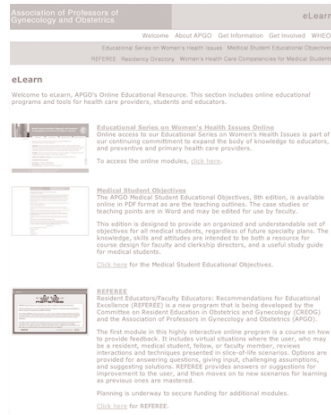 Association of Professors of
Gynecology and Obstetrics
eLearn
Welcome About APGO Get Information Get Involved WHEO
Educational Series on Women's Health Issues Medical Student Educational Objectives
REFEREE Residency Directory Women's Health Care Competencies for Medical Students
eLearn
Welcome to eLearn, APGO's Online Educational Resource. This section includes online educational
programs and tools for health care providers, students and educators.
Educational Series on Women's Health Issues Online
Online access to our Educational Series on Women's Health Issues is part of
our continuing commitment to expand the body of knowledge to educators,
and preventive and primary health care providers.
To access the online modules, click here.
Medical Student Objectives
The APGO Medical Student Educational Objectives, 8th edition, is available
online in PDF format as are the teaching outlines. The case studies or
teaching points are in Word and may be edited for use by faculty.
This edition is designed to provide an organized and understandable set of
objectives for all medical students, regardless of future specialty plans. The
knowledge, skills and attitudes are intended to be both a resource for
course design for faculty and clerkship directors, and a useful study guide
for medical students.
Click here for the Medical Student Educational Objectives.
REFEREE
Resident Educators/Faculty Educators: Recommendations for Educational
Excellence (REFEREE) is a new program that is being developed by the
Committee on Resident Education in Obstetrics and Gynecology (CREOG)
and the Association of Professors in Gynecology and Obstetrics (APGO).
The first module in this highly interactive online program is a course on how
to provide feedback. It includes virtual situations where the user, who may
be a resident, medical student, fellow, or faculty member, reviews
interactions and techniques presented in slice-of-life scenarios. Options are
provided for answering questions, giving input, challenging assumptions,
and suggesting solutions. REFEREE provides answers or suggestions for
improvement to the user, and then moves on to new scenarios for learning
as previous ones are mastered.
Planning is underway to secure funding for additional modules.
Click here for REFEREE.